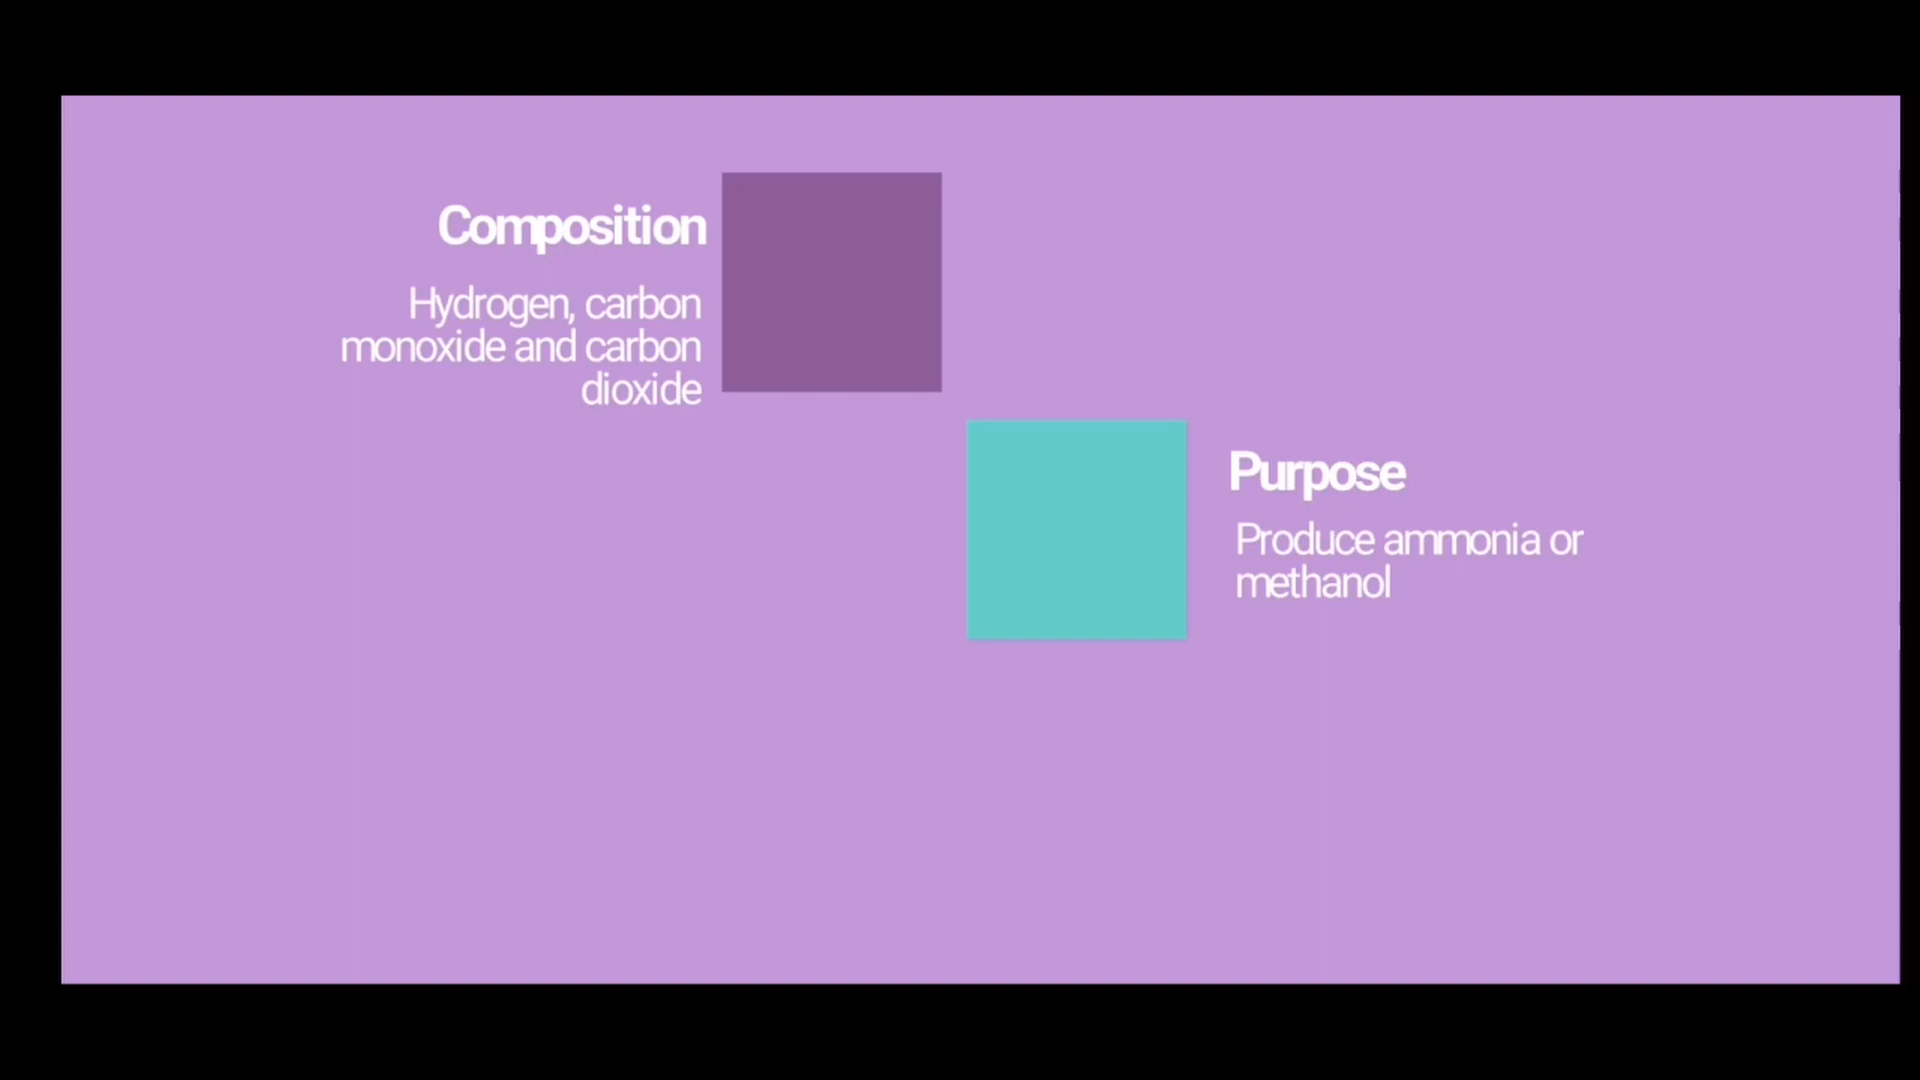 Composition
Hydrogen, carbon
monoxide and carbon
dioxide
Purpose
Produce ammonia or
methanol